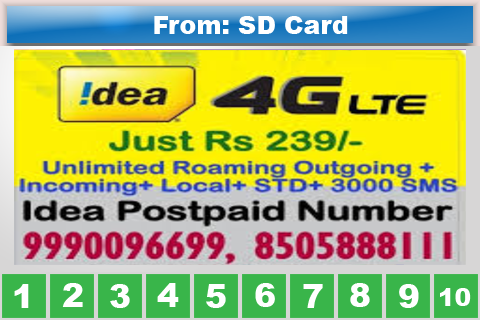 From: SD Card
!dea 4G LTE
Just Rs 239/-
Unlimited Roaming Outgoing +
Incoming+ Local+ STD+ 3000 SMS
Idea Postpaid Number
9990096699, 8505888111
1 2 3 4 5 6 7 8 9 10